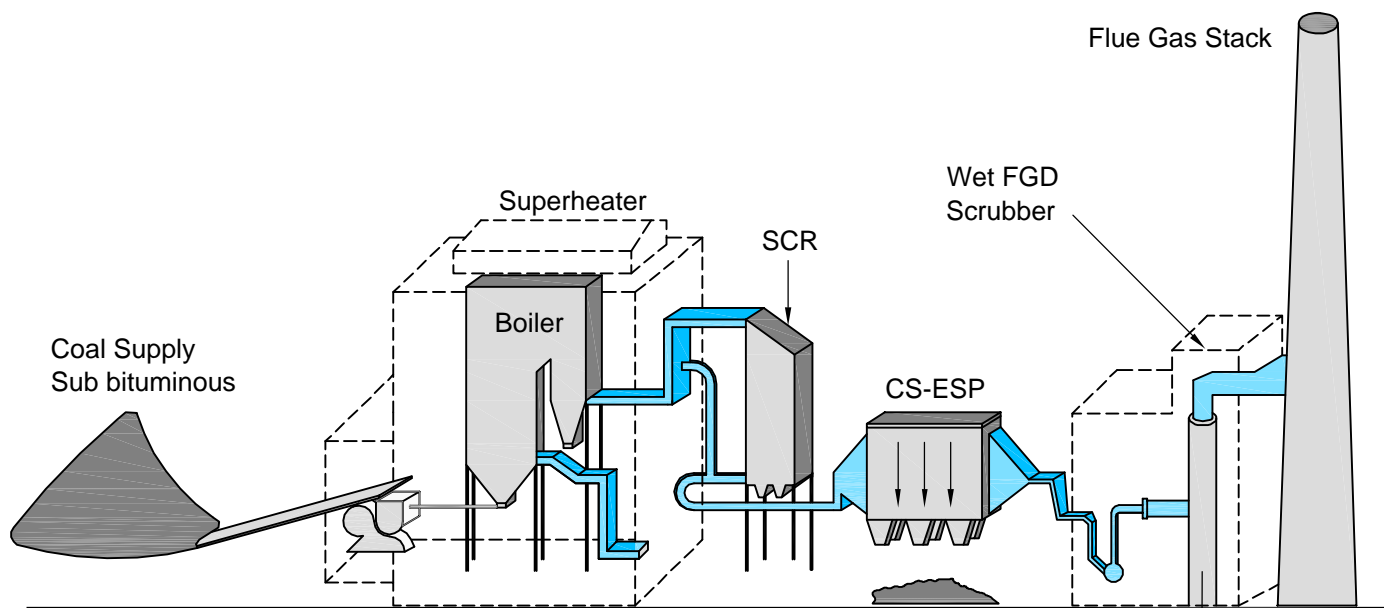 Flue Gas Stack
Wet FGD
Scrubber
Superheater
SCR
Boiler
Coal Supply
Sub bituminous
CS-ESP